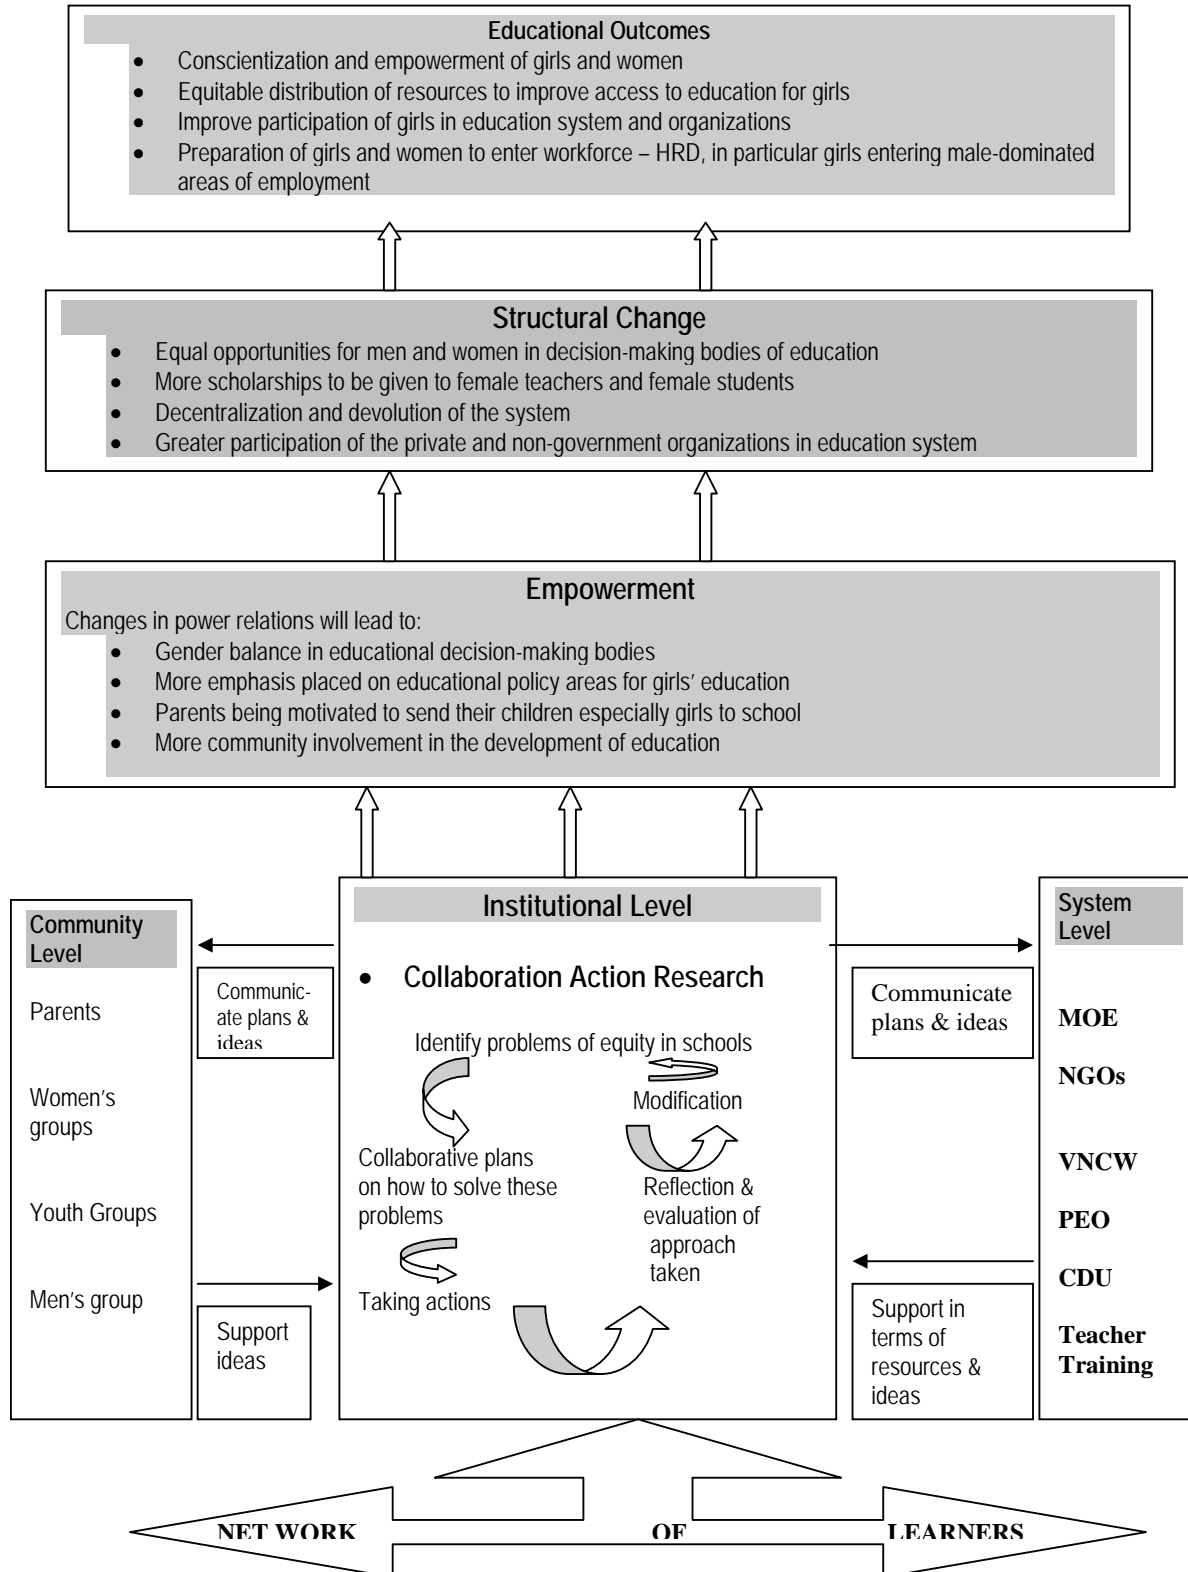 Educational Outcomes
• Conscientization and empowerment of girls and women
• Equitable distribution of resources to improve access to education for girls
• Improve participation of girls in education system and organizations
• Preparation of girls and women to enter workforce – HRD, in particular girls entering male-dominated
areas of employment
Structural Change
• Equal opportunities for men and women in decision-making bodies of education
• More scholarships to be given to female teachers and female students
• Decentralization and devolution of the system
• Greater participation of the private and non-government organizations in education system
Empowerment
Changes in power relations will lead to:
• Gender balance in educational decision-making bodies
• More emphasis placed on educational policy areas for girls' education
• Parents being motivated to send their children especially girls to school
• More community involvement in the development of education
Community
Level
Parents
Women's
groups
Youth Groups
Men's group
Communic-
ate plans &
ideas
Support
ideas
Institutional Level
• Collaboration Action Research
Identify problems of equity in schools
Modification
Collaborative plans
on how to solve these
problems
Reflection &
evaluation of
approach
taken
Taking actions
Communicate
plans & ideas
Support in
terms of
resources &
ideas
System
Level
MOE
NGOs
VNCW
PEO
CDU
Teacher
Training
NET WORK OF LEARNERS